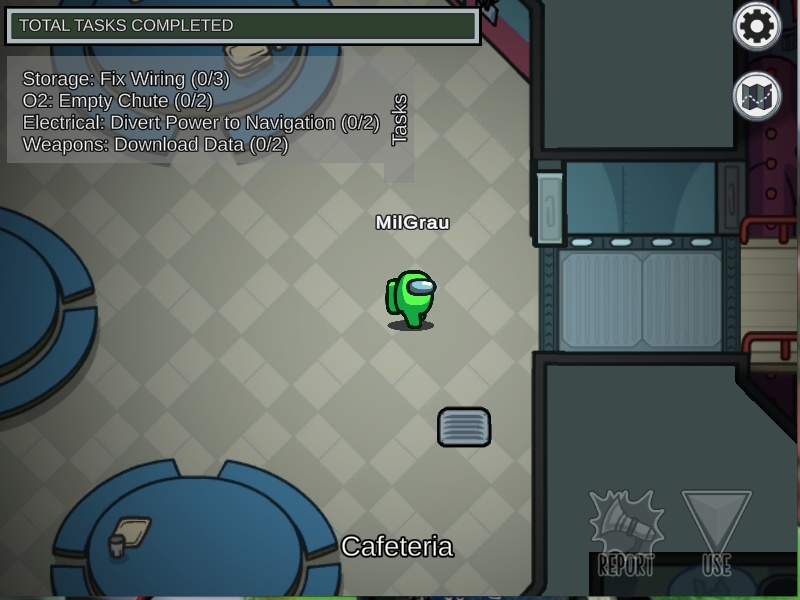 TOTAL TASKS COMPLETED
Storage: Fix Wiring (0/3)
O2: Empty Chute (0/2)
Electrical: Divert Power to Navigation (0/2)
Weapons: Download Data (0/2)
Tasks
MilGrau
Cafeteria
REPORT
USE